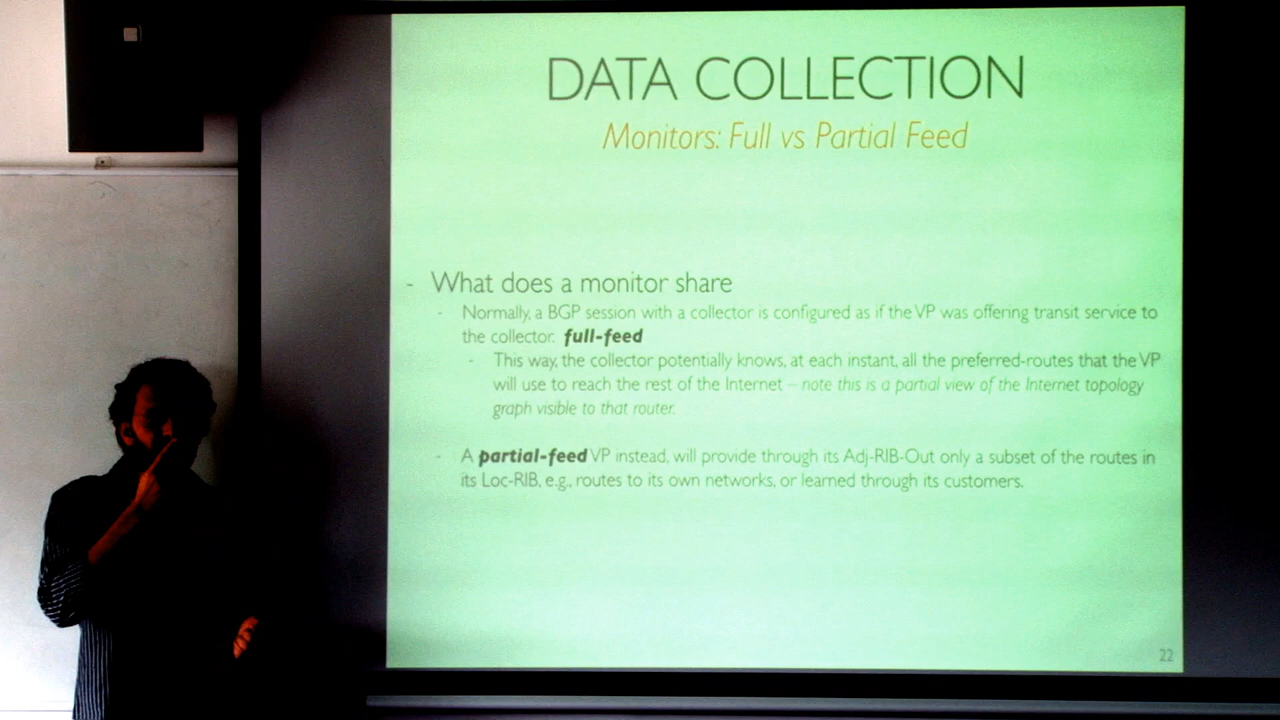 DATA COLLECTION
Monitors: Full vs Partial Feed
- What does a monitor share
- Normally, a BGP session with a collector is configured as if the VP was offering transit service to
the collector. full-feed
- This way, the collector potentially knows, at each instant, all the preferred-routes that the VP
will use to reach the rest of the Internet – note this is a partial view of the Internet topology
graph visible to that router.
- A partial-feed VP instead, will provide through its Adj-RIB-Out only a subset of the routes in
its Loc-RIB, e.g., routes to its own networks, or learned through its customers.
22